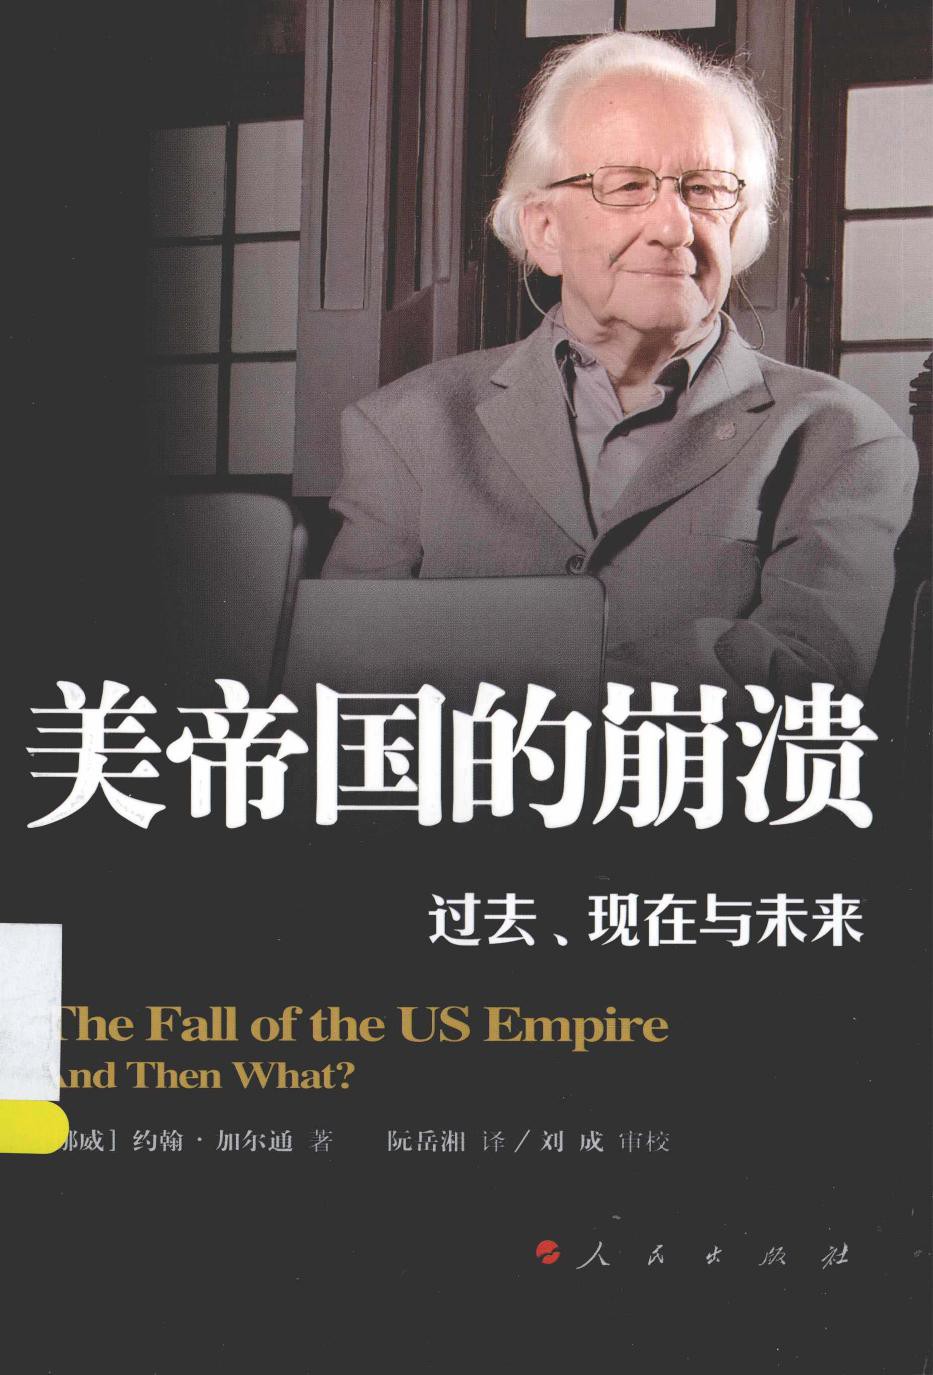 美帝国的崩溃
过去、现在与未来
The Fall of the US Empire
And Then What?
挪威］约翰·加尔通 著 阮岳湘 译／刘 成 审校
人民出版社